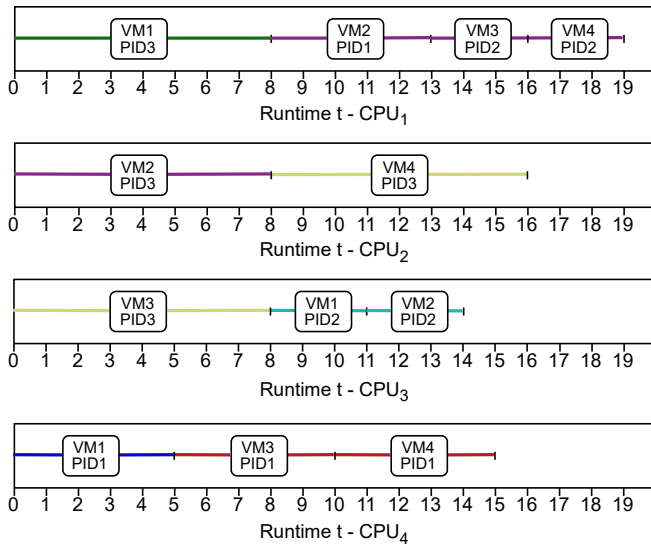 VM1 VM2 VM3 VM4
PID3 PID1 PID2 PID2
0 1 2 3 4 5 6 7 8 9 10 11 12 13 14 15 16 17 18 19
Runtime t - CPU1
VM2 VM4
PID3 PID3
0 1 2 3 4 5 6 7 8 9 10 11 12 13 14 15 16 17 18 19
Runtime t - CPU2
VM3 VM1 VM2
PID3 PID2 PID2
0 1 2 3 4 5 6 7 8 9 10 11 12 13 14 15 16 17 18 19
Runtime t - CPU3
VM1 VM3 VM4
PID1 PID1 PID1
0 1 2 3 4 5 6 7 8 9 10 11 12 13 14 15 16 17 18 19
Runtime t - CPU4